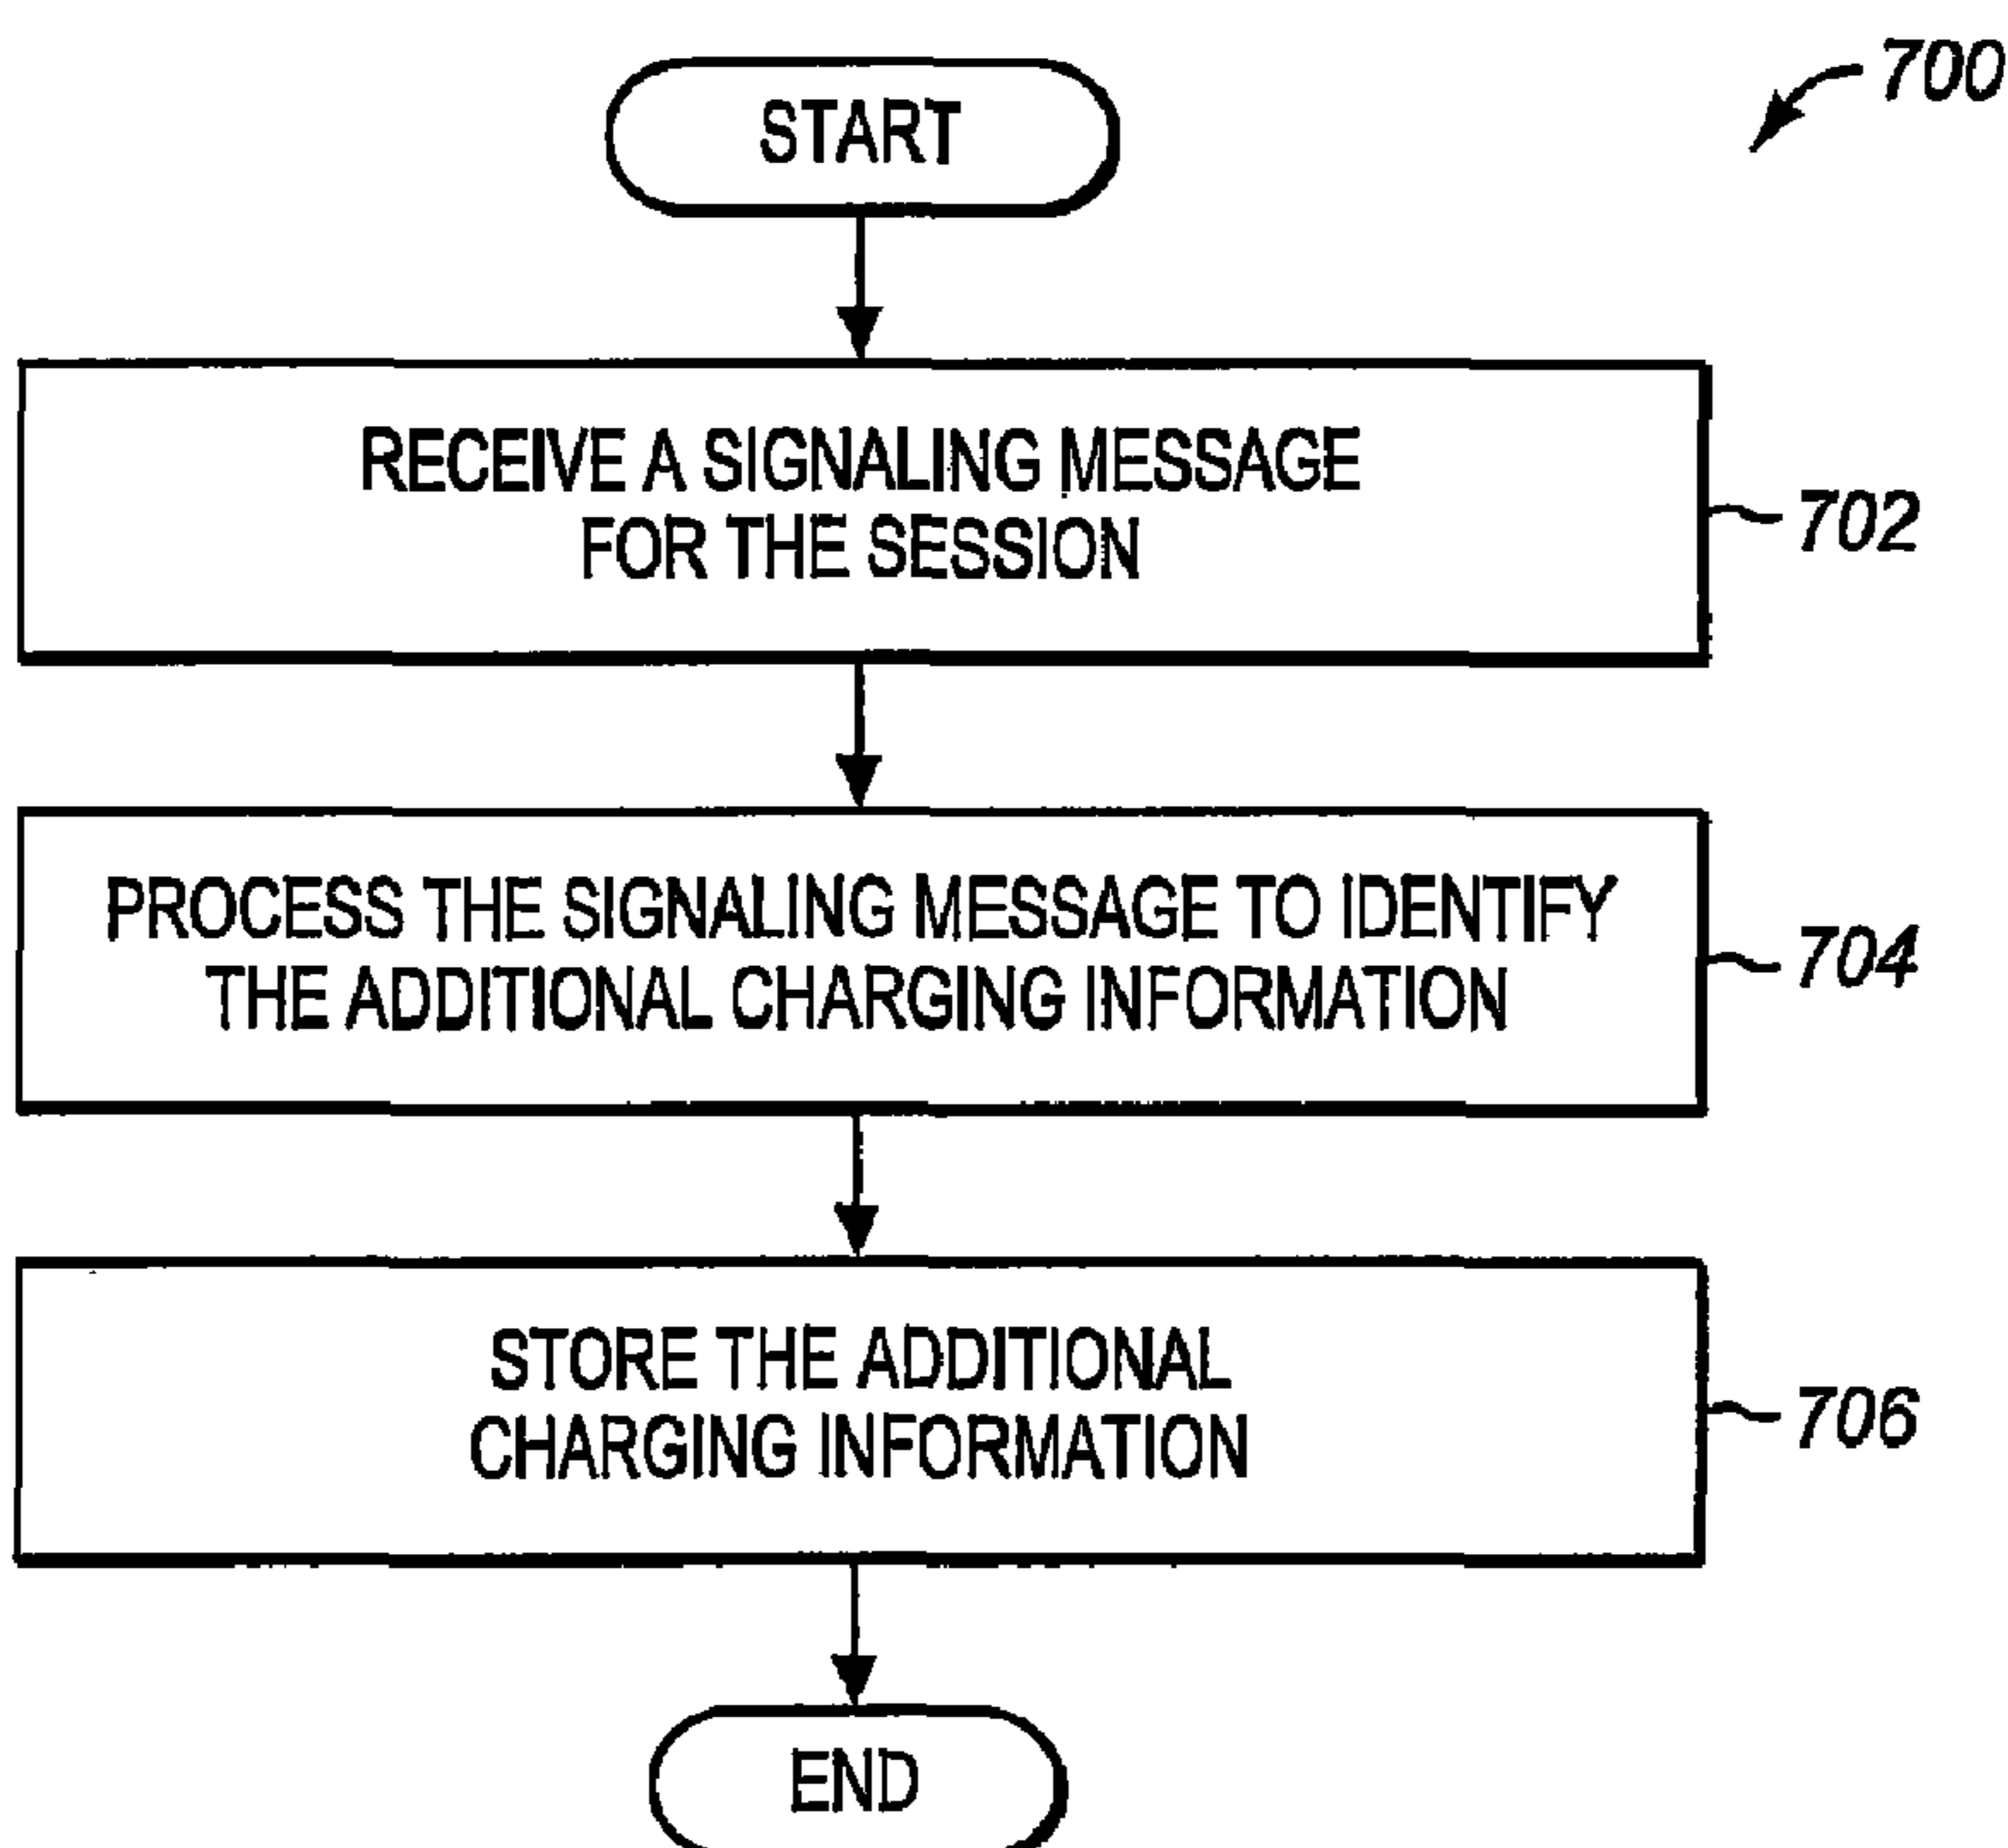 START
700
RECEIVE A SIGNALING MESSAGE
FOR THE SESSION
702
PROCESS THE SIGNALING MESSAGE TO IDENTIFY
THE ADDITIONAL CHARGING INFORMATION
704
STORE THE ADDITIONAL
CHARGING INFORMATION
706
END